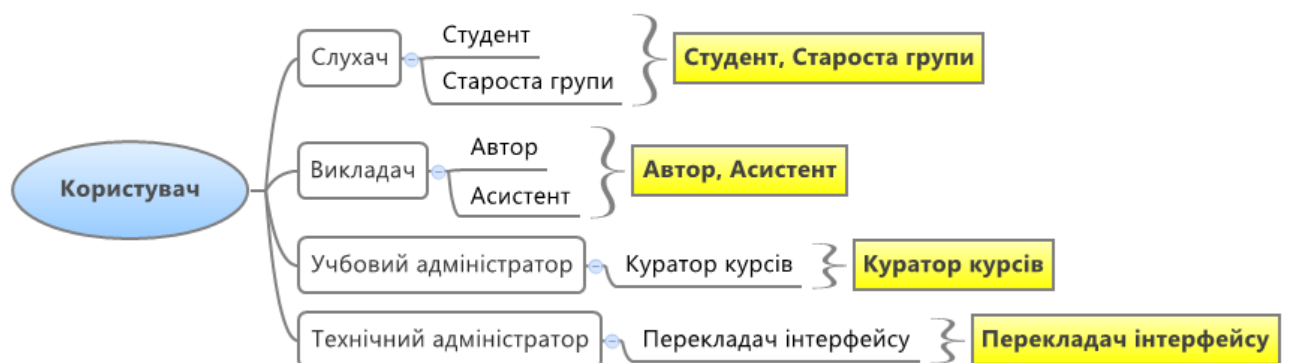 Користувач
Слухач
Студент
Староста групи
Студент, Староста групи
Викладач
Автор
Асистент
Автор, Асистент
Учбовий адміністратор
Куратор курсів
Куратор курсів
Технічний адміністратор
Перекладач інтерфейсу
Перекладач інтерфейсу